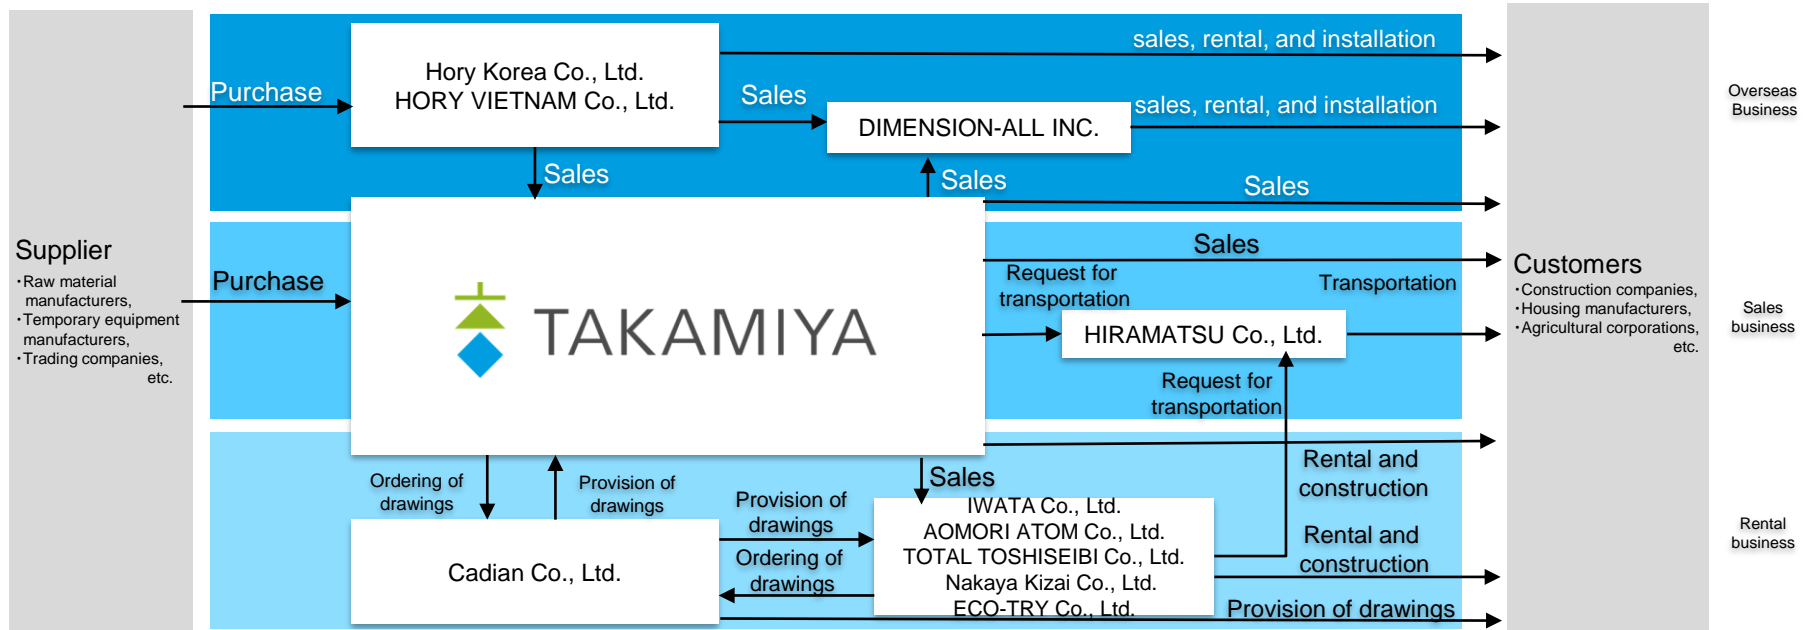 Supplier
・Raw material
manufacturers,
・Temporary equipment
manufacturers,
・Trading companies,
etc.
Purchase
Purchase
Hory Korea Co., Ltd.
HORY VIETNAM Co., Ltd.
sales, rental, and installation
Sales
DIMENSION-ALL INC.
sales, rental, and installation
Sales
Sales
Sales
TAKAMIYA
Sales
Request for
transportation
Transportation
HIRAMATSU Co., Ltd.
Request for
transportation
Ordering of
drawings
Provision of
drawings
Sales
Rental and
construction
Cadian Co., Ltd.
Provision of
drawings
Ordering of
drawings
IWATA Co., Ltd.
AOMORI ATOM Co., Ltd.
TOTAL TOSHISEIBI Co., Ltd.
Nakaya Kizai Co., Ltd.
ECO-TRY Co., Ltd.
Rental and
construction
Provision of drawings
Customers
・Construction companies,
・Housing manufacturers,
・Agricultural corporations,
etc.
Overseas
Business
Sales
business
Rental
business